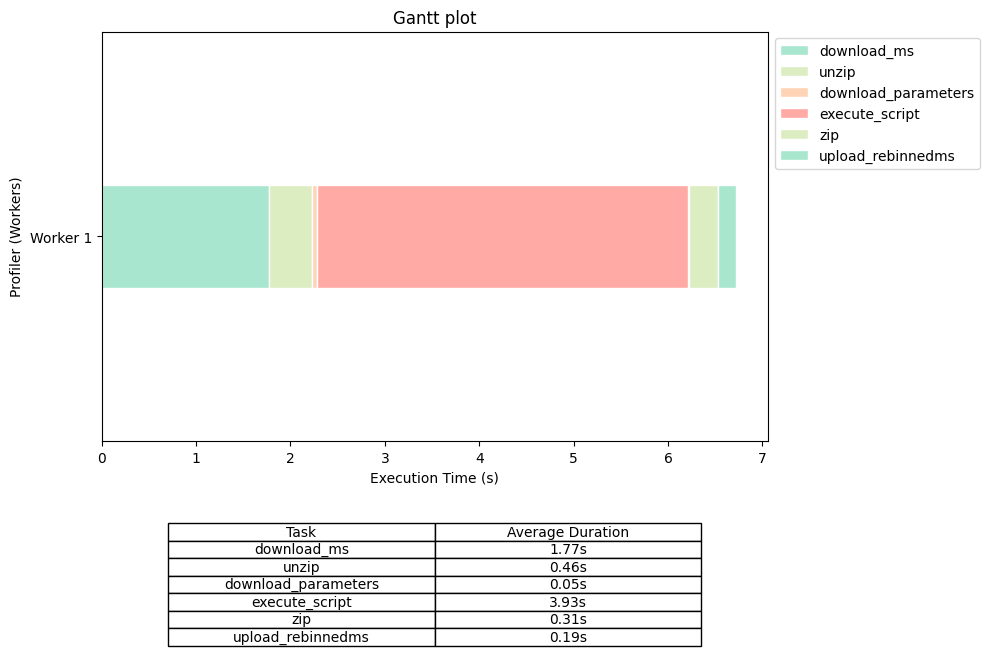 Gantt plot
download_ms
unzip
download_parameters
execute_script
zip
upload_rebinnedms
Profiler (Workers)
Worker 1
0 1 2 3 4 5 6 7
Execution Time (s)
Task Average Duration
download_ms 1.77s
unzip 0.46s
download_parameters 0.05s
execute_script 3.93s
zip 0.31s
upload_rebinnedms 0.19s